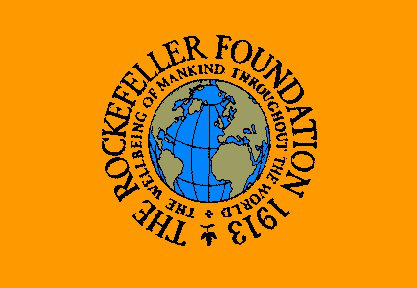 THE ROCKEFELLER FOUNDATION 1913
THE WELLBEING OF MANKIND THROUGHOUT THE WORLD